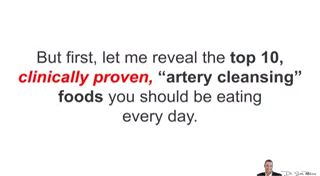 But first, let me reveal the top 10,
clinically proven, “artery cleansing”
foods you should be eating
every day.